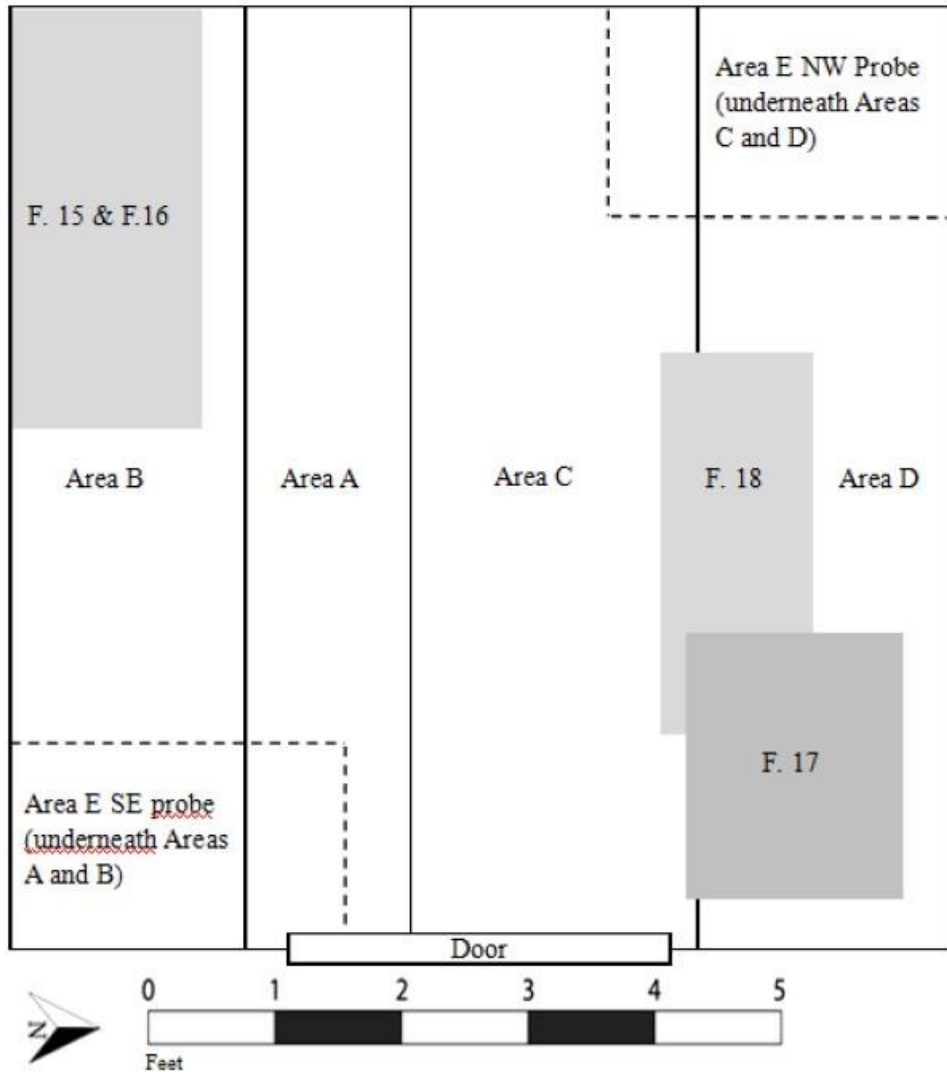 Area E NW Probe
(underneath Areas
C and D)
F. 15 & F.16
Area B
Area A
Area C
F. 18
Area D
F. 17
Area E SE probe
(underneath Areas
A and B)
Door
0 1 2 3 4 5
N
Feet